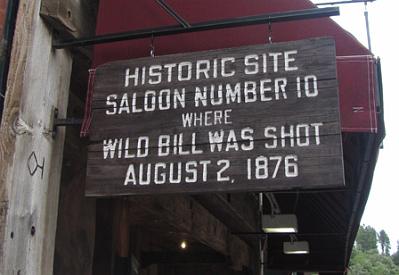 HISTORIC SITE
SALOON NUMBER 10
WHERE
WILD BILL WAS SHOT
AUGUST 2, 1876